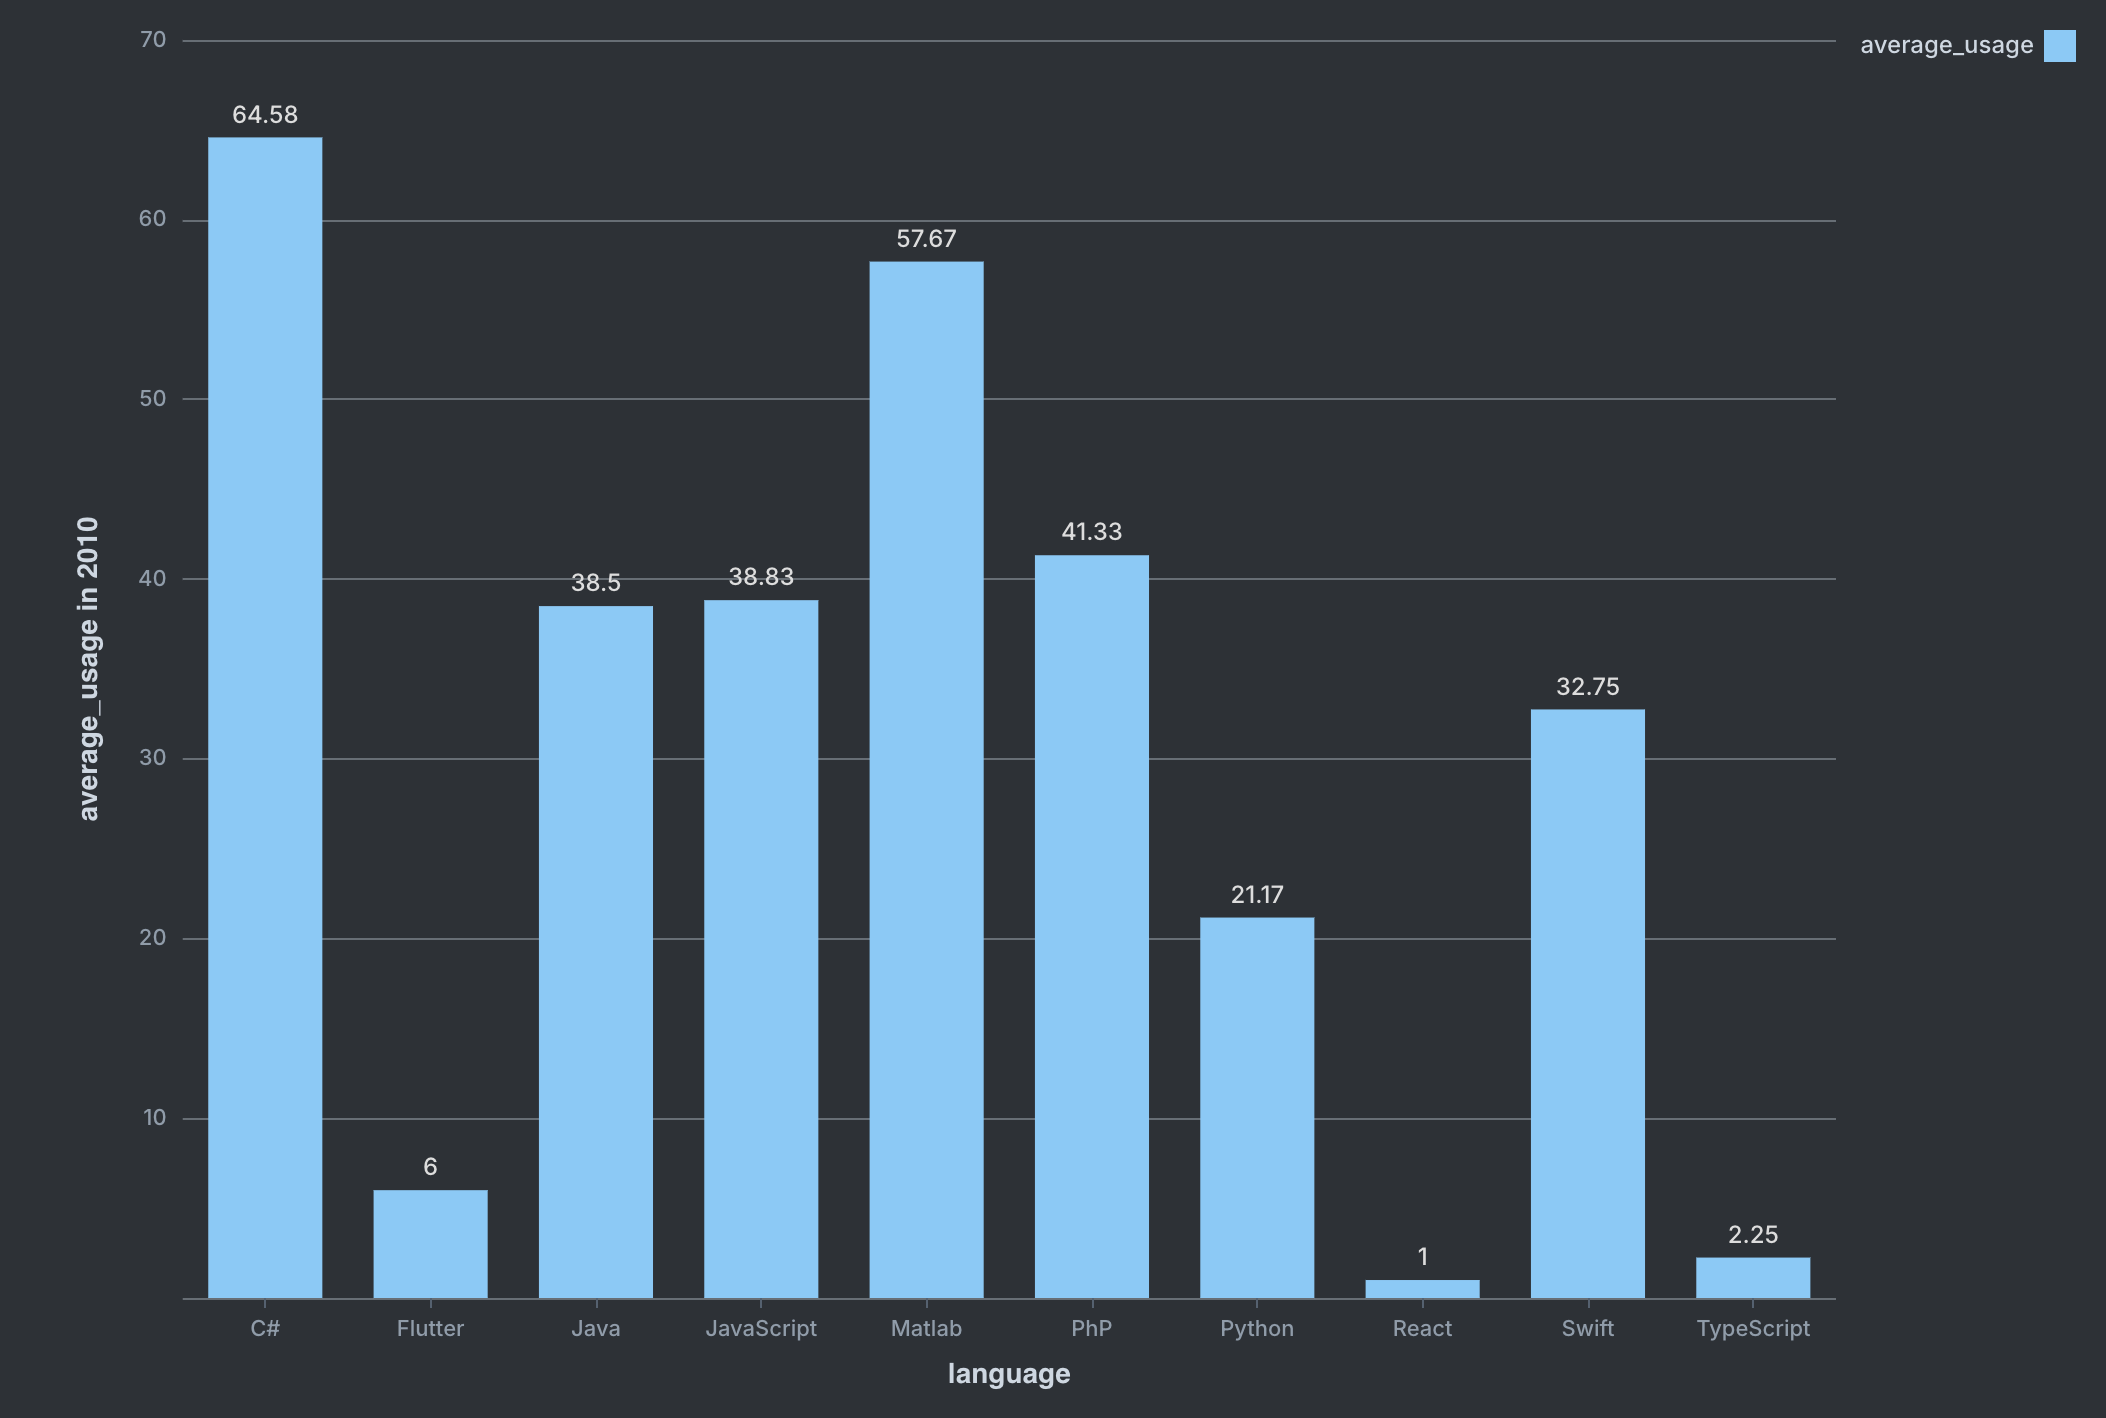 average_usage
70
60
50
40
30
20
10
average_usage in 2010
64.58
6
38.5
38.83
57.67
41.33
21.17
1
32.75
2.25
C#
Flutter
Java
JavaScript
Matlab
PhP
Python
React
Swift
TypeScript
language